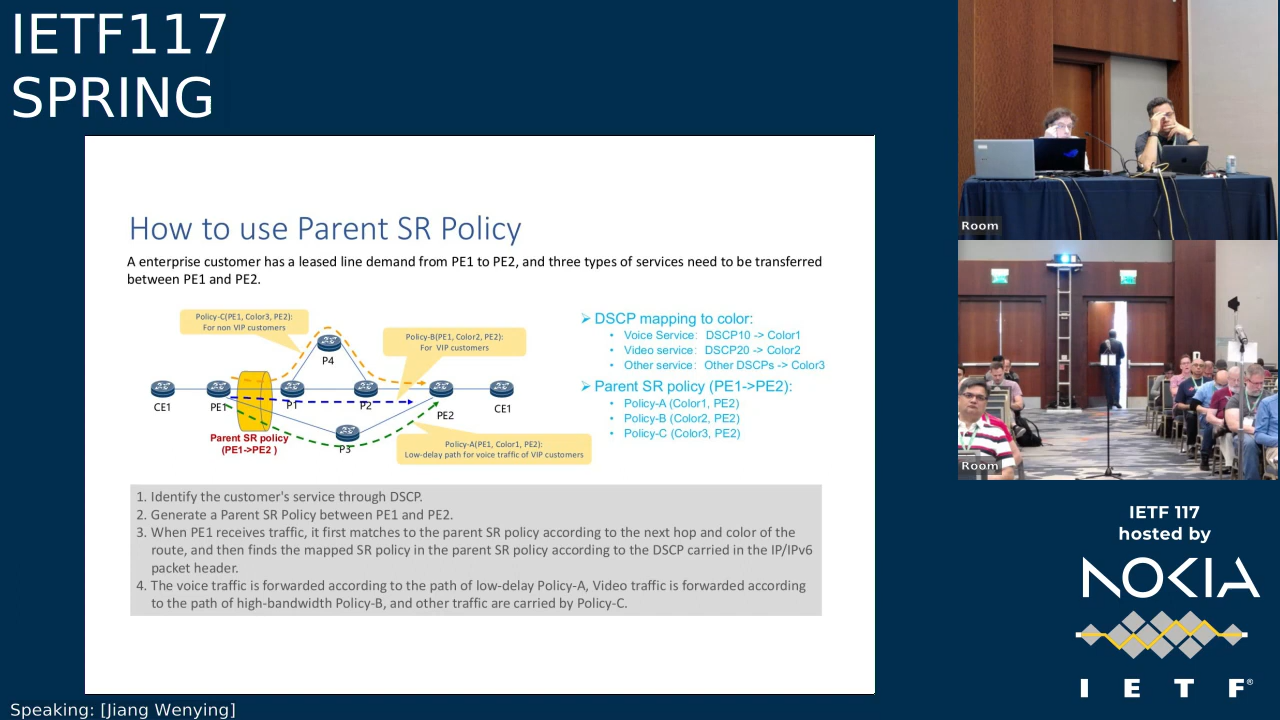 IETF117
SPRING
How to use Parent SR Policy
A enterprise customer has a leased line demand from PE1 to PE2, and three types of services need to be transferred
between PE1 and PE2.
Policy-C(PE1, Color3, PE2):
For non VIP customers
Policy-B(PE1, Color2, PE2):
For VIP customers
P4
CE1
PE1
P1
P2
PE2
CE1
Parent SR policy
(PE1->PE2 )
P3
Policy-A(PE1, Color1, PE2):
Low-delay path for voice traffic of VIP customers
➢ DSCP mapping to color:
• Voice Service: DSCP10 -> Color1
• Video service: DSCP20 -> Color2
• Other service: Other DSCPs -> Color3
➢ Parent SR policy (PE1->PE2):
• Policy-A (Color1, PE2)
• Policy-B (Color2, PE2)
• Policy-C (Color3, PE2)
1. Identify the customer's service through DSCP.
2. Generate a Parent SR Policy between PE1 and PE2.
3. When PE1 receives traffic, it first matches to the parent SR policy according to the next hop and color of the
route, and then finds the mapped SR policy in the parent SR policy according to the DSCP carried in the IP/IPv6
packet header.
4. The voice traffic is forwarded according to the path of low-delay Policy-A, Video traffic is forwarded according
to the path of high-bandwidth Policy-B, and other traffic are carried by Policy-C.
Room
Room
IETF 117
hosted by
NOKIA
I E T F®
Speaking: [Jiang Wenying]